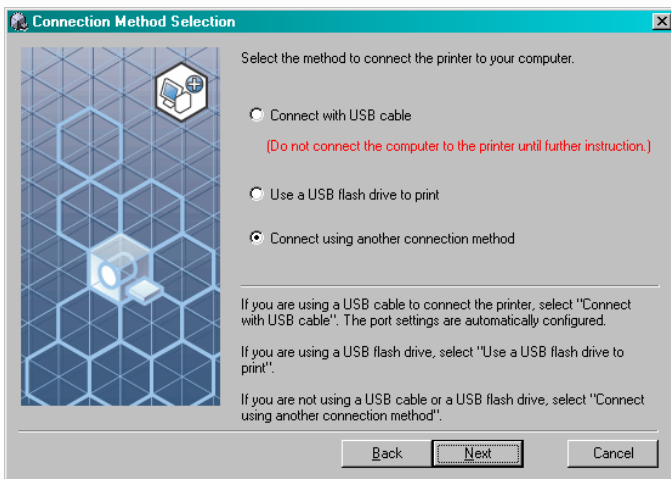 Connection Method Selection
Select the method to connect the printer to your computer.
Connect with USB cable
(Do not connect the computer to the printer until further instruction.)
Use a USB flash drive to print
Connect using another connection method
If you are using a USB cable to connect the printer, select "Connect
with USB cable". The port settings are automatically configured.
If you are using a USB flash drive, select "Use a USB flash drive to
print".
If you are not using a USB cable or a USB flash drive, select "Connect
using another connection method".
Back Next Cancel